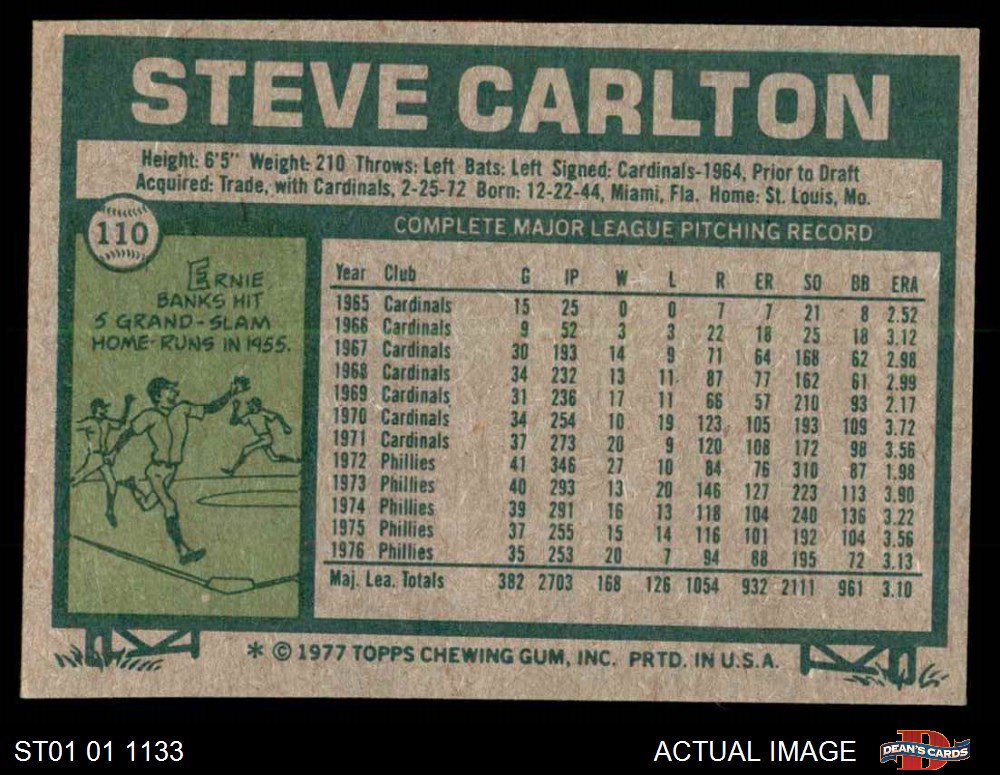 STEVE CARLTON
Height: 6'5" Weight: 210 Throws: Left Bats: Left Signed: Cardinals-1964, Prior to Draft
Acquired: Trade, with Cardinals, 2-25-72 Born: 12-22-44, Miami, Fla. Home: St. Louis, Mo.
110
ERNIE
BANKS HIT
5 GRAND-SLAM
HOME-RUNS IN 1955.
COMPLETE MAJOR LEAGUE PITCHING RECORD
Year Club G IP W L R ER SO BB ERA
1965 Cardinals 15 25 0 0 7 7 21 8 2.52
1966 Cardinals 9 52 3 3 22 18 25 18 3.12
1967 Cardinals 30 193 14 9 71 64 168 62 2.98
1968 Cardinals 34 232 13 11 87 77 162 61 2.99
1969 Cardinals 31 236 17 11 66 57 210 93 2.17
1970 Cardinals 34 254 10 19 123 105 193 109 3.72
1971 Cardinals 37 273 20 9 120 108 172 98 3.56
1972 Phillies 41 346 27 10 84 76 310 87 1.98
1973 Phillies 40 293 13 20 146 127 223 113 3.90
1974 Phillies 39 291 16 13 118 104 240 136 3.22
1975 Phillies 37 255 15 14 116 101 192 104 3.56
1976 Phillies 35 253 20 7 94 88 195 72 3.13
Maj. Lea. Totals 382 2703 168 126 1054 932 2111 961 3.10
* © 1977 TOPPS CHEWING GUM, INC. PRTD. IN U.S.A.
ST01 01 1133
ACTUAL IMAGE
D
DEAN'S CARDS